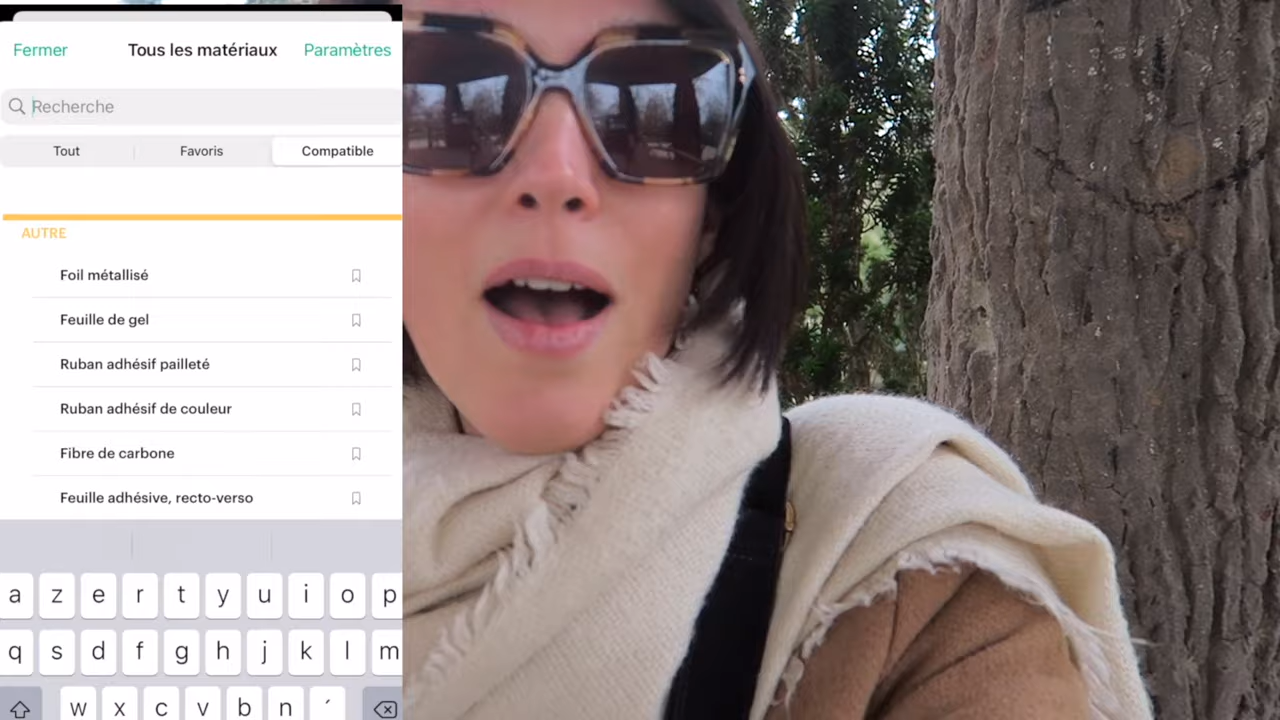 Fermer Tous les matériaux Paramètres
Recherche
Tout Favoris Compatible
AUTRE
Foil métallisé
Feuille de gel
Ruban adhésif pailleté
Ruban adhésif de couleur
Fibre de carbone
Feuille adhésive, recto-verso
a z e r t y u i o p
q s d f g h j k l m
w x c v b n ´